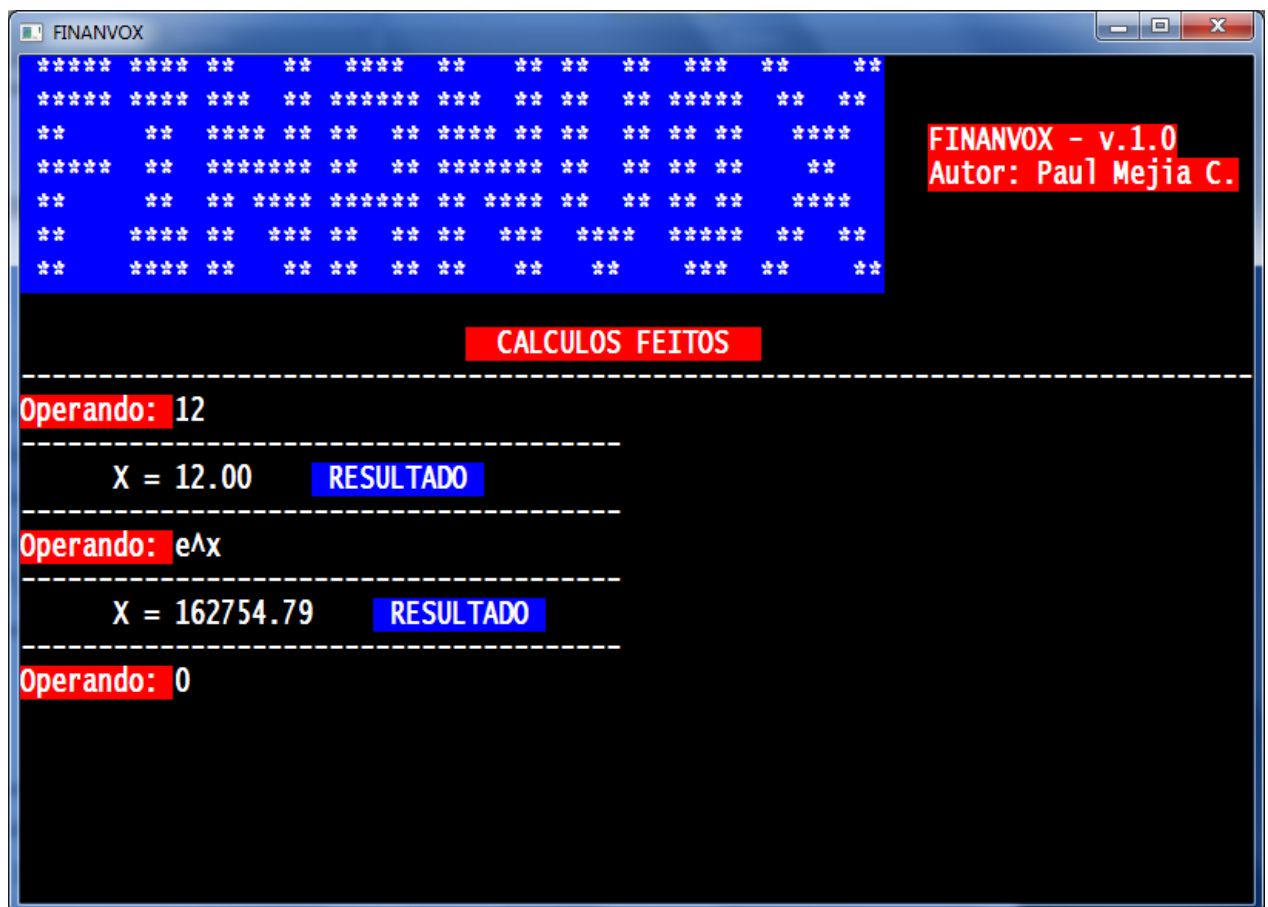 FINANVOX
***** **** **   **  ****  **   ** **  **  ***  **    **
***** **** ***  ** ****** ***  ** **  ** *****  **  **
**     **  **** ** **  ** **** ** **  ** ** **   ****
*****  **  ******* **  ** ******* **  ** ** **    **
**     **  ** **** ****** ** **** **  ** ** **   ****
**    **** **  *** **  ** **  ***  ****  *****  **  **
**    **** **   ** **  ** **   **   **    ***  **    **
FINANVOX - v.1.0
Autor: Paul Mejia C.
CALCULOS FEITOS
--------------------------------------------------------------------------------
Operando: 12
---------------------------------------
X = 12.00 RESULTADO
---------------------------------------
Operando: e^x
---------------------------------------
X = 162754.79 RESULTADO
---------------------------------------
Operando: 0